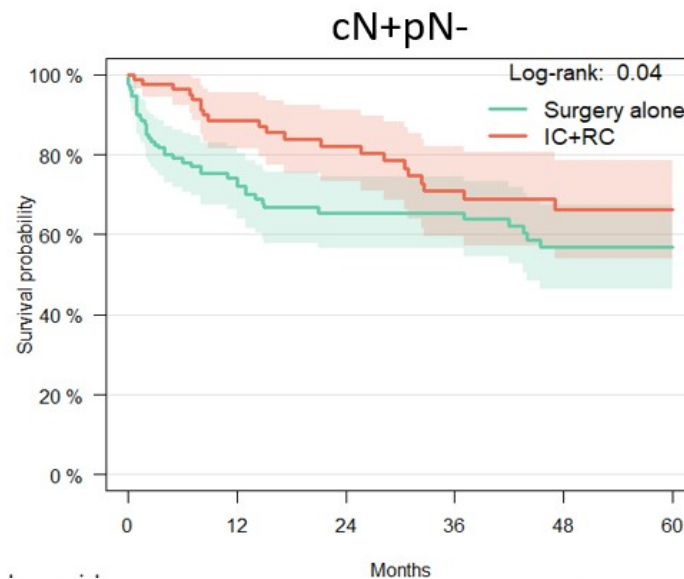 cN+pN-
Log-rank: 0.04
Surgery alone
IC+RC
100 %
80 %
60 %
40 %
20 %
0 %
Survival probability
0 12 24 36 48 60
Months